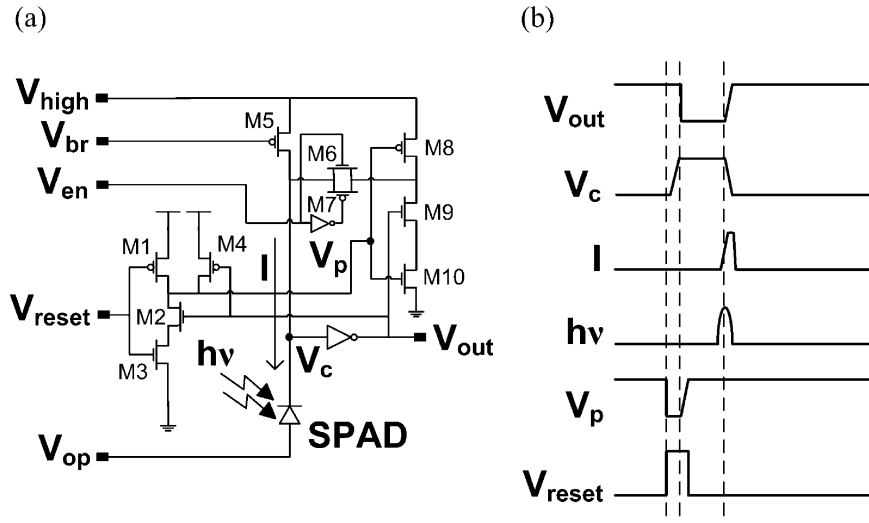 (a)
(b)
Vhigh
M5
Vbr
M6
M8
Ven
M7
M9
M1
M4
I
Vp
M10
Vreset
M2
Vout
Vc
M3
hν
SPAD
Vop
Vout
Vc
I
hν
Vp
Vreset